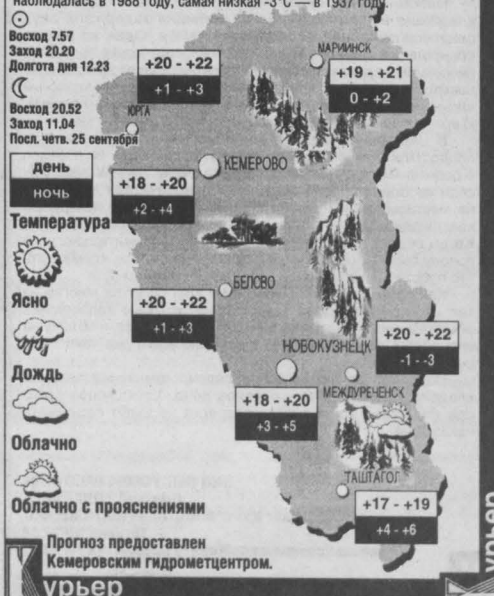 наблюдалась в 1988 году, самая низкая -3°С — в 1937 году.
Восход 7.57
Заход 20.20
Долгота дня 12.23
Восход 20.52
Заход 11.04
Посл. четв. 25 сентября
день
ночь
Температура
Ясно
Дождь
Облачно
Облачно с прояснениями
+20 - +22
+1 - +3
ЮРГА
МАРИИНСК
+19 - +21
0 - +2
КЕМЕРОВО
+18 - +20
+2 - +4
БЕЛОВО
+20 - +22
+1 - +3
НОВОКУЗНЕЦК
+18 - +20
+3 - +5
+20 - +22
-1 - -3
МЕЖДУРЕЧЕНСК
ТАШТАГОЛ
+17 - +19
+4 - +6
Прогноз предоставлен
Кемеровским гидрометцентром.
Курьер
урьер